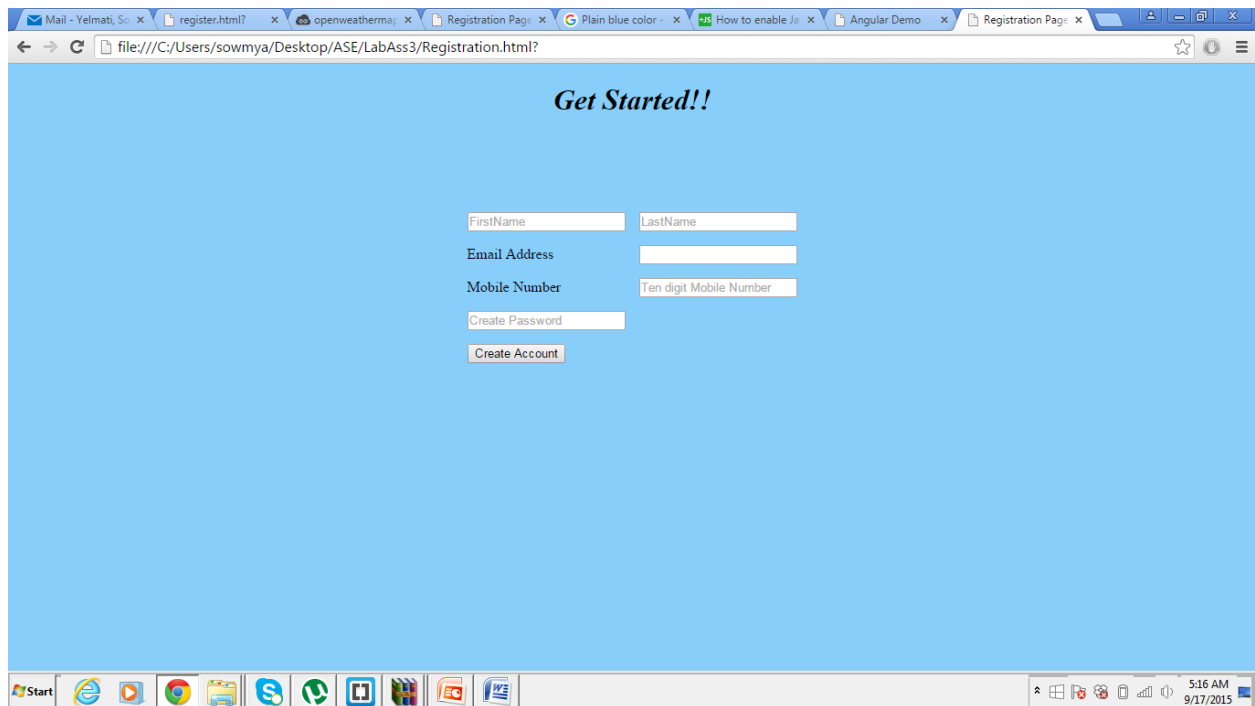 Mail - Yelmati, So
register.html?
openweathermap
Registration Page
Plain blue color -
How to enable Ja
Angular Demo
Registration Page
file:///C:/Users/sowmya/Desktop/ASE/LabAss3/Registration.html?
Get Started!!
FirstName LastName
Email Address
Mobile Number Ten digit Mobile Number
Create Password
Create Account
Start
5:16 AM
9/17/2015